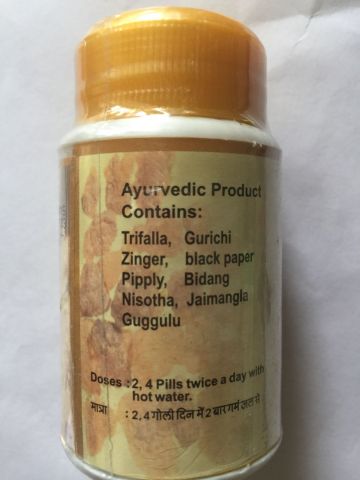 Ayurvedic Product
Contains:
Trifalla, Gurichi
Zinger, black paper
Pipply, Bidang
Nisotha, Jaimangla
Guggulu
Doses : 2, 4 Pills twice a day with
hot water.
मात्रा : 2, 4 गोली दिन में 2 बार गर्म जल से